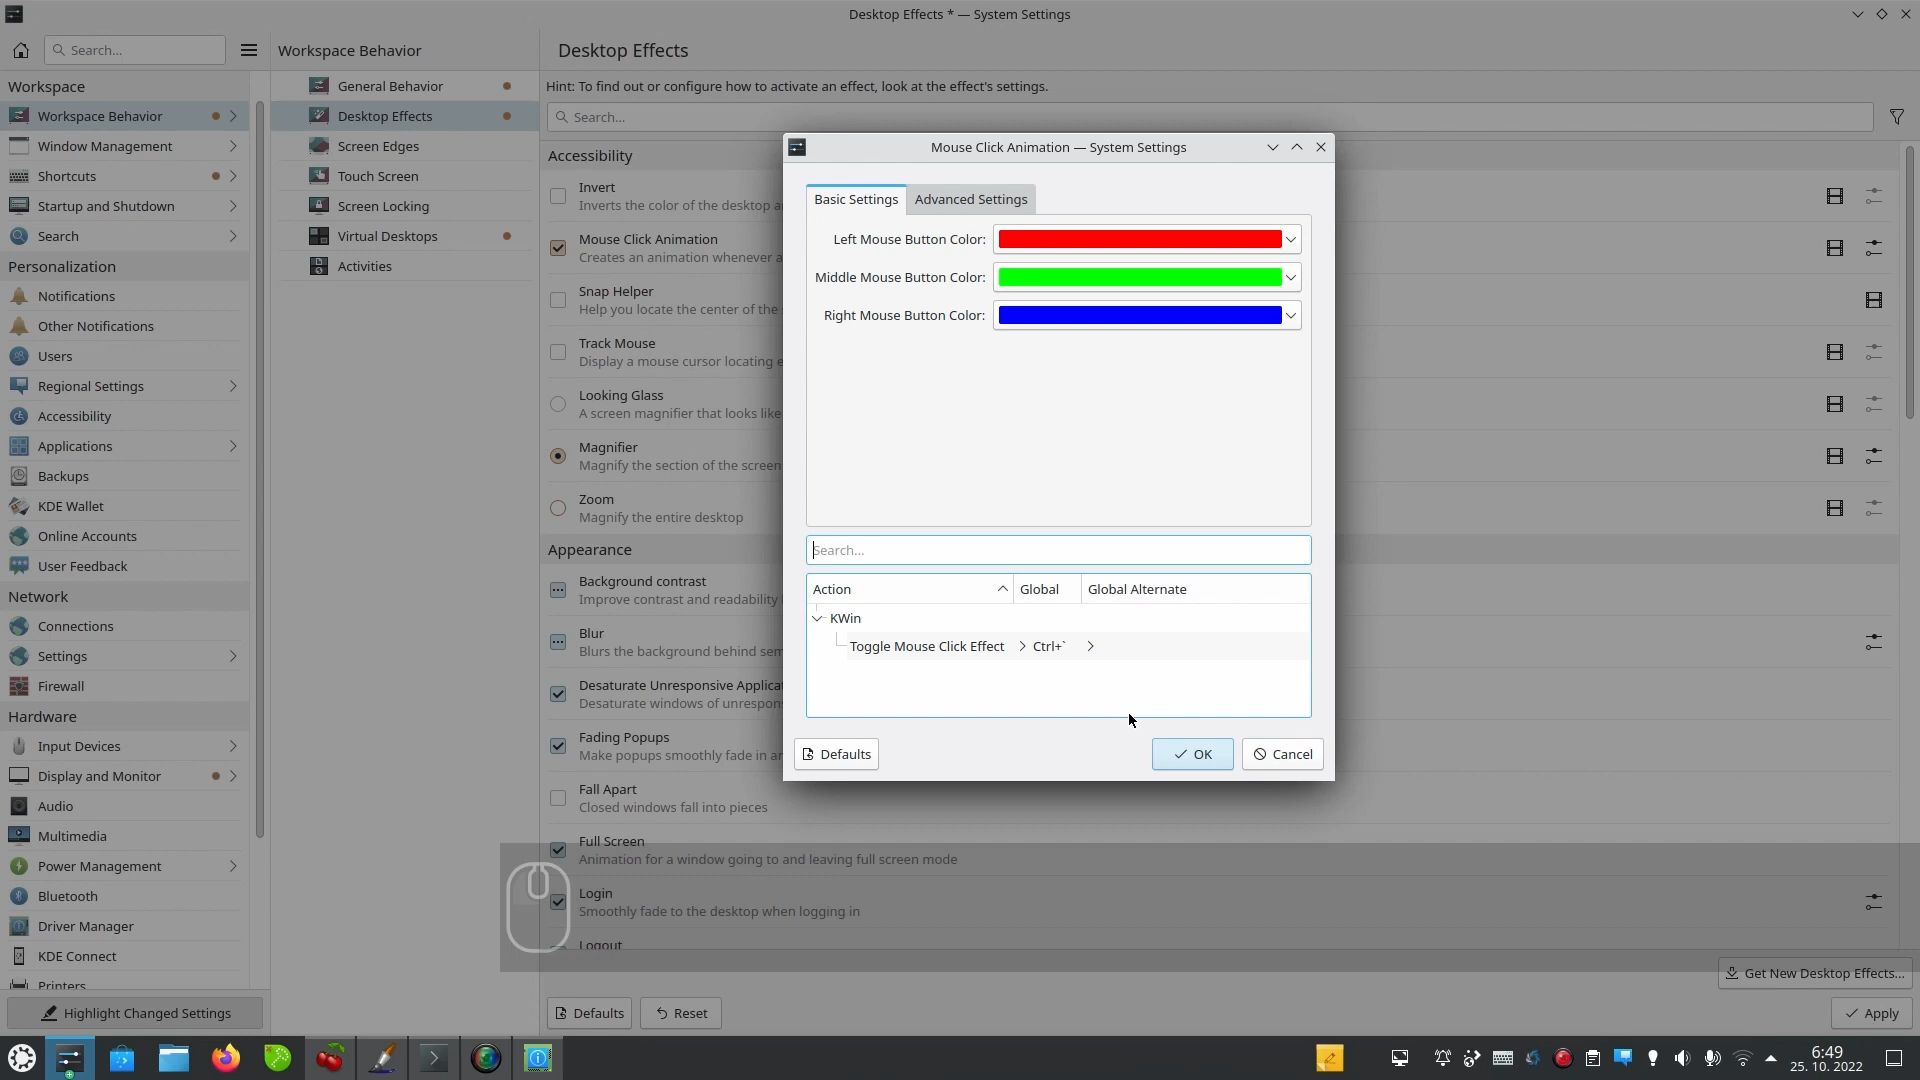 Desktop Effects * — System Settings
Search...
Workspace Behavior
Desktop Effects
Workspace
Workspace Behavior
Window Management
Shortcuts
Startup and Shutdown
Search
Personalization
Notifications
Other Notifications
Users
Regional Settings
Accessibility
Applications
Backups
KDE Wallet
Online Accounts
User Feedback
Network
Connections
Settings
Firewall
Hardware
Input Devices
Display and Monitor
Audio
Multimedia
Power Management
Bluetooth
Driver Manager
KDE Connect
Printers
Highlight Changed Settings
General Behavior
Desktop Effects
Screen Edges
Touch Screen
Screen Locking
Virtual Desktops
Activities
Hint: To find out or configure how to activate an effect, look at the effect's settings.
Search...
Accessibility
Invert
Inverts the color of the desktop a
Mouse Click Animation
Creates an animation whenever a
Snap Helper
Help you locate the center of the
Track Mouse
Display a mouse cursor locating e
Looking Glass
A screen magnifier that looks like
Magnifier
Magnify the section of the screen
Zoom
Magnify the entire desktop
Appearance
Background contrast
Improve contrast and readability
Blur
Blurs the background behind sem
Desaturate Unresponsive Applicat
Desaturate windows of unrespon
Fading Popups
Make popups smoothly fade in an
Fall Apart
Closed windows fall into pieces
Full Screen
Animation for a window going to and leaving full screen mode
Login
Smoothly fade to the desktop when logging in
Logout
Get New Desktop Effects...
Defaults
Reset
Apply
Mouse Click Animation — System Settings
Basic Settings
Advanced Settings
Left Mouse Button Color:
Middle Mouse Button Color:
Right Mouse Button Color:
Search...
Action Global Global Alternate
KWin
Toggle Mouse Click Effect Ctrl+`
Defaults
OK
Cancel
6:49
25. 10. 2022